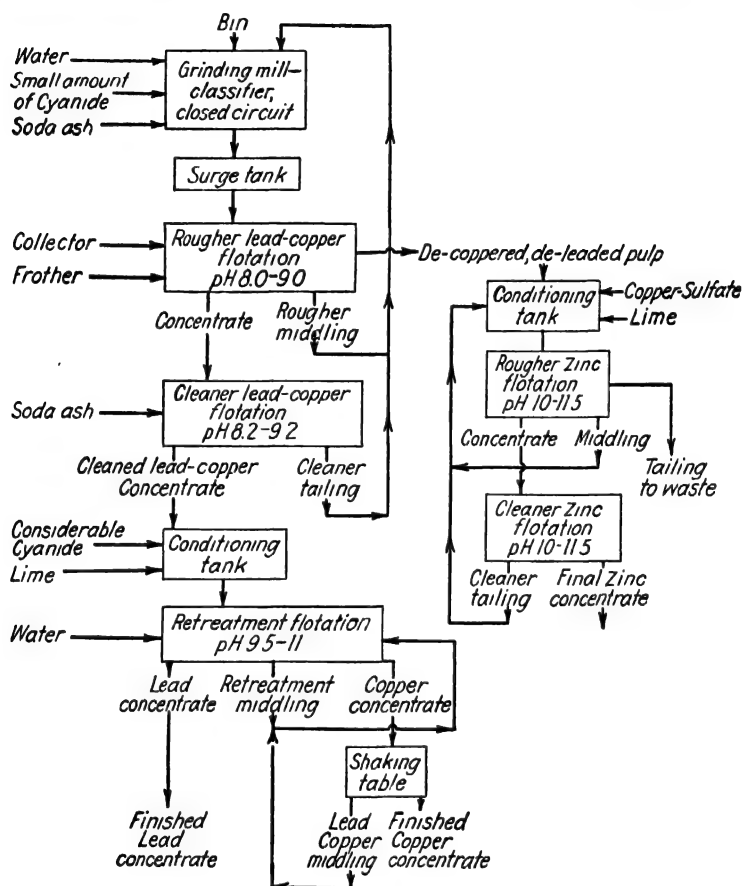 Bin
Water
Small amount
of Cyanide
Soda ash
Grinding mill-
classifier,
closed circuit
Surge tank
Collector
Frother
Rougher lead-copper
flotation
pH 8.0-9.0
De-coppered, de-leaded pulp
Concentrate
Rougher
middling
Conditioning
tank
Copper-Sulfate
Lime
Soda ash
Cleaner lead-copper
flotation
pH 8.2-9.2
Rougher Zinc
flotation
pH 10-11.5
Concentrate
Middling
Tailing
to waste
Cleaned lead-copper
Concentrate
Cleaner
tailing
Cleaner Zinc
flotation
pH 10-11.5
Considerable
Cyanide
Lime
Conditioning
tank
Cleaner
tailing
Final Zinc
concentrate
Water
Retreatment flotation
pH 9.5-11
Lead
concentrate
Retreatment
middling
Copper
concentrate
Shaking
table
Finished
Lead
concentrate
Lead
Copper
middling
Finished
Copper
concentrate